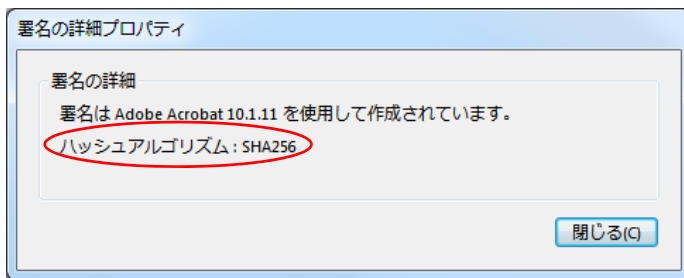 署名の詳細プロパティ
署名の詳細
署名は Adobe Acrobat 10.1.11 を使用して作成されています。
ハッシュアルゴリズム : SHA256
閉じる(C)